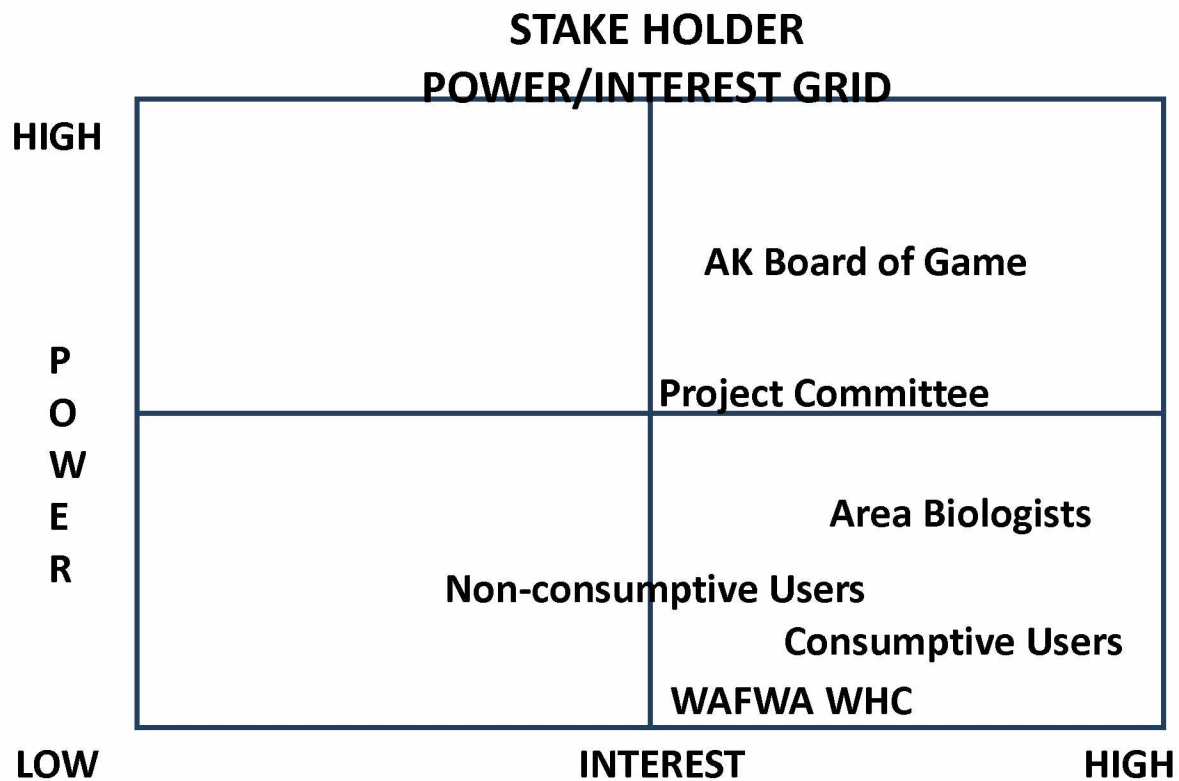 STAKE HOLDER
POWER/INTEREST GRID
HIGH
AK Board of Game
P
O
W
E
R
Project Committee
Area Biologists
Non-consumptive Users
Consumptive Users
WAFWA WHC
LOW
INTEREST
HIGH